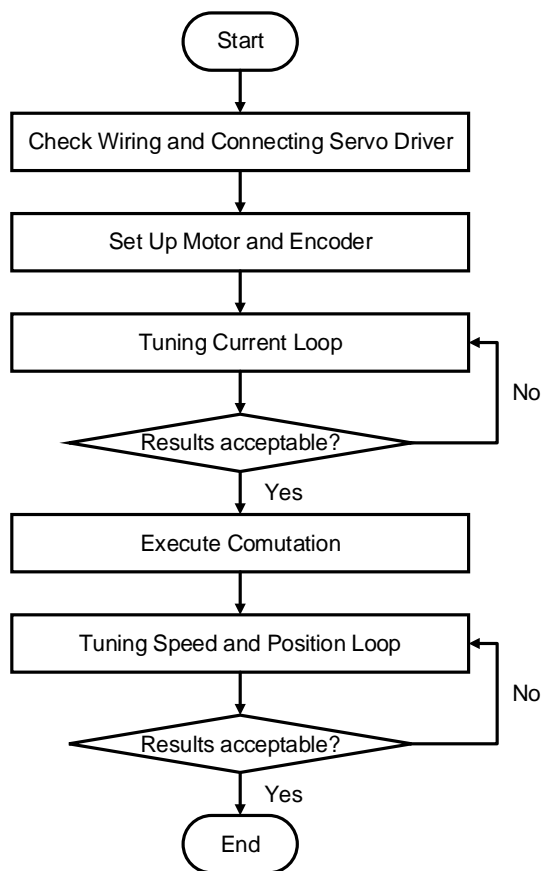 Start
Check Wiring and Connecting Servo Driver
Set Up Motor and Encoder
Tuning Current Loop
No
Results acceptable?
Yes
Execute Comutation
Tuning Speed and Position Loop
No
Results acceptable?
Yes
End